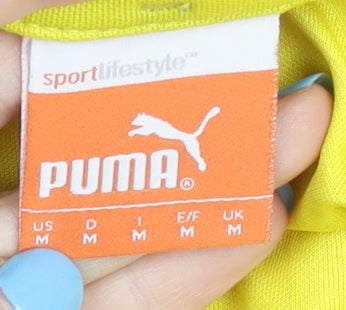 sportlifestyle™
PUMA®
US D I E/F UK
M M M M M